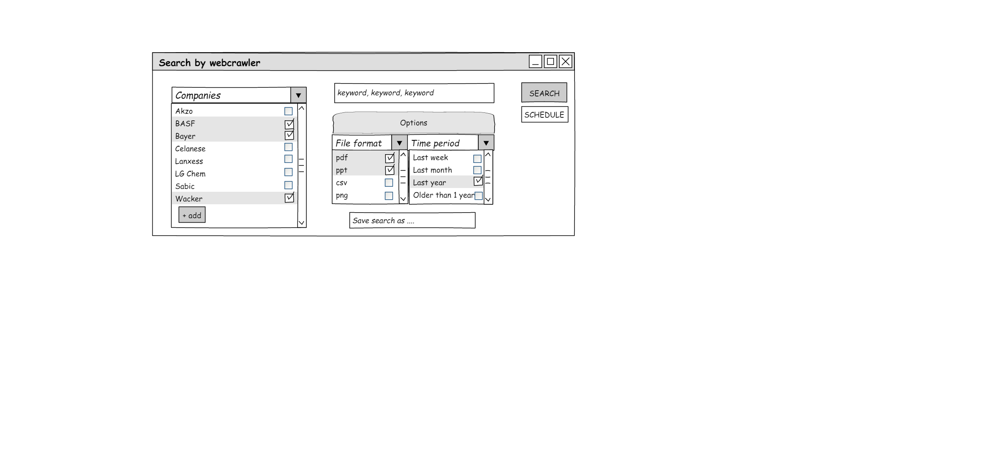 Search by webcrawler
Companies
Akzo
BASF
Bayer
Celanese
Lanxess
LG Chem
Sabic
Wacker
+ add
keyword, keyword, keyword
Options
File format
pdf
ppt
csv
png
Time period
Last week
Last month
Last year
Older than 1 year
Save search as ....
SEARCH
SCHEDULE